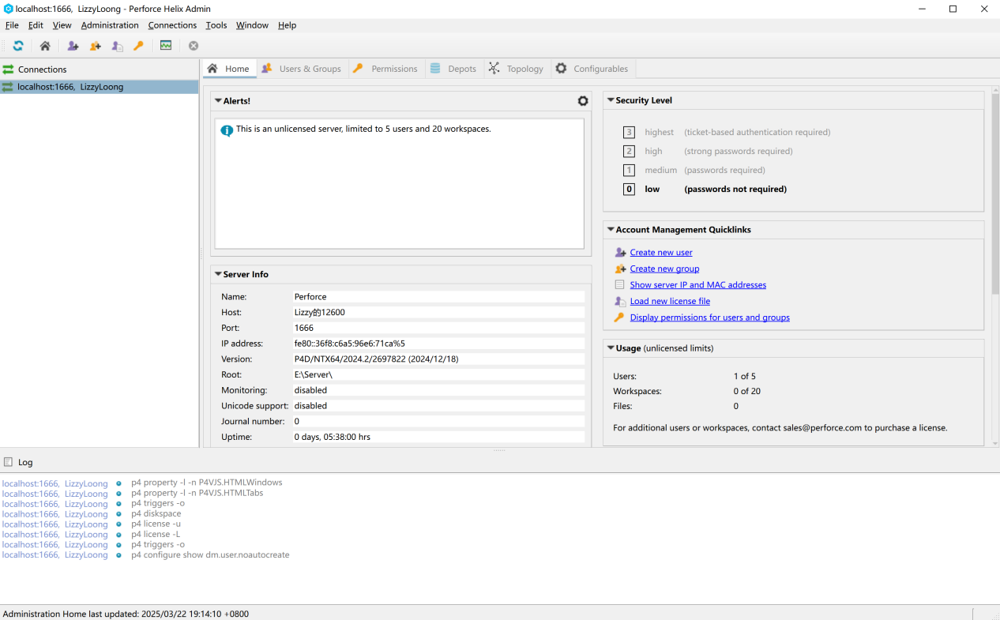 localhost:1666,  LizzyLoong - Perforce Helix Admin
File Edit View Administration Connections Tools Window Help
Connections
localhost:1666,  LizzyLoong
Home Users & Groups Permissions Depots Topology Configurables
Alerts!
This is an unlicensed server, limited to 5 users and 20 workspaces.
Server Info
Name: Perforce
Host: Lizzy的12600
Port: 1666
IP address: fe80::36f8:c6a5:96e6:71ca%5
Version: P4D/NTX64/2024.2/2697822 (2024/12/18)
Root: E:\Server\
Monitoring: disabled
Unicode support: disabled
Journal number: 0
Uptime: 0 days, 05:38:00 hrs
Security Level
3 highest (ticket-based authentication required)
2 high (strong passwords required)
1 medium (passwords required)
0 low (passwords not required)
Account Management Quicklinks
Create new user
Create new group
Show server IP and MAC addresses
Load new license file
Display permissions for users and groups
Usage (unlicensed limits)
Users: 1 of 5
Workspaces: 0 of 20
Files: 0
For additional users or workspaces, contact sales@perforce.com to purchase a license.
Log
localhost:1666,  LizzyLoong p4 property -l -n P4VJS.HTMLWindows
localhost:1666,  LizzyLoong p4 property -l -n P4VJS.HTMLTabs
localhost:1666,  LizzyLoong p4 triggers -o
localhost:1666,  LizzyLoong p4 diskspace
localhost:1666,  LizzyLoong p4 license -u
localhost:1666,  LizzyLoong p4 license -L
localhost:1666,  LizzyLoong p4 triggers -o
localhost:1666,  LizzyLoong p4 configure show dm.user.noautocreate
Administration Home last updated: 2025/03/22 19:14:10 +0800